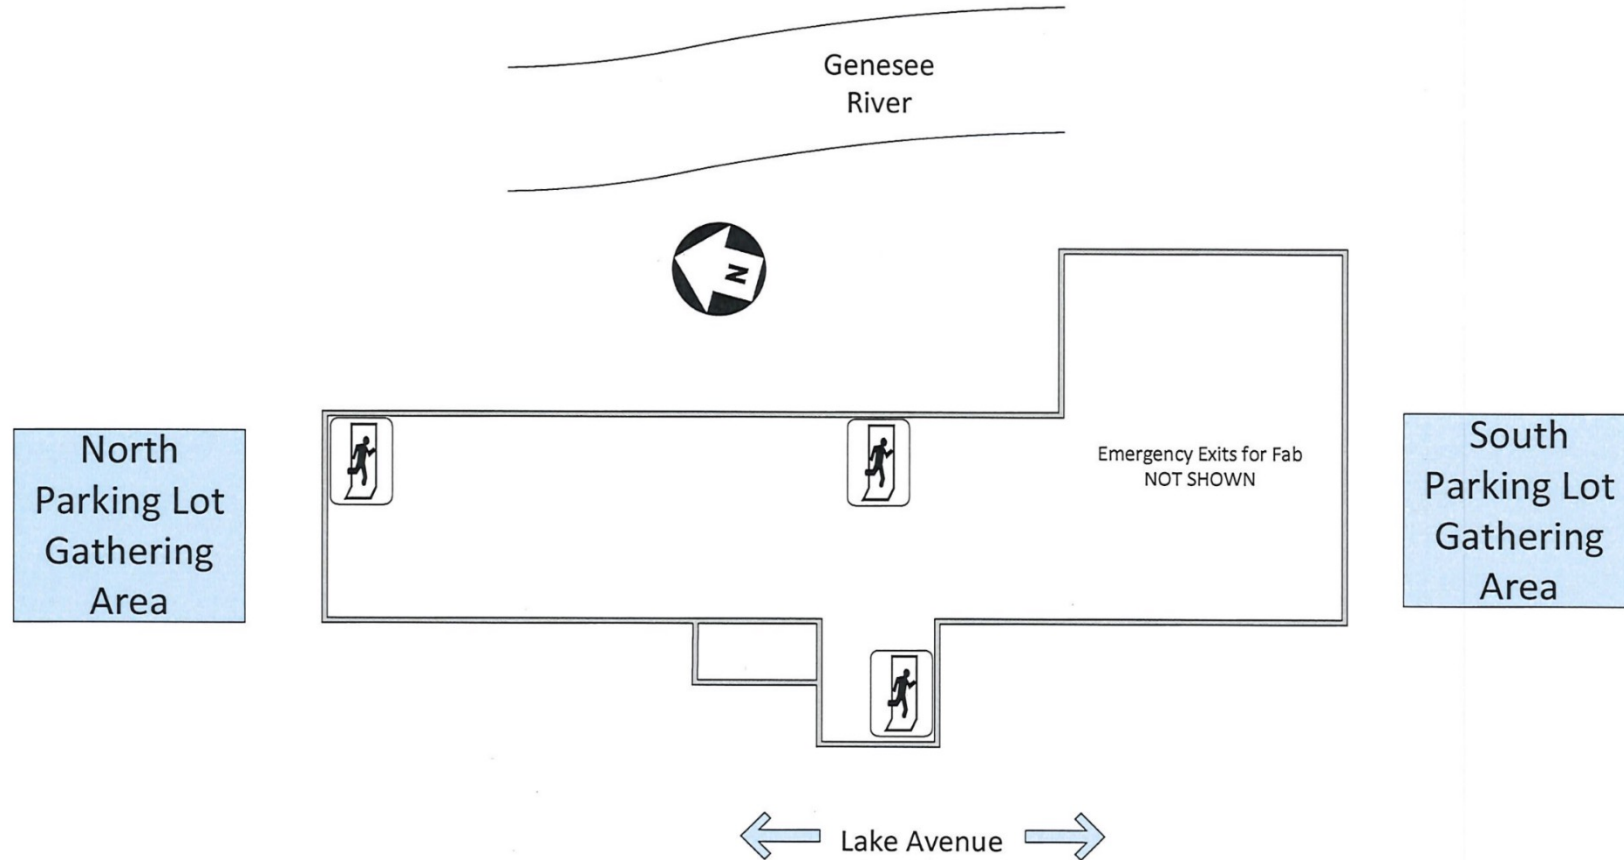 Genesee
River
N
North
Parking Lot
Gathering
Area
Emergency Exits for Fab
NOT SHOWN
South
Parking Lot
Gathering
Area
Lake Avenue